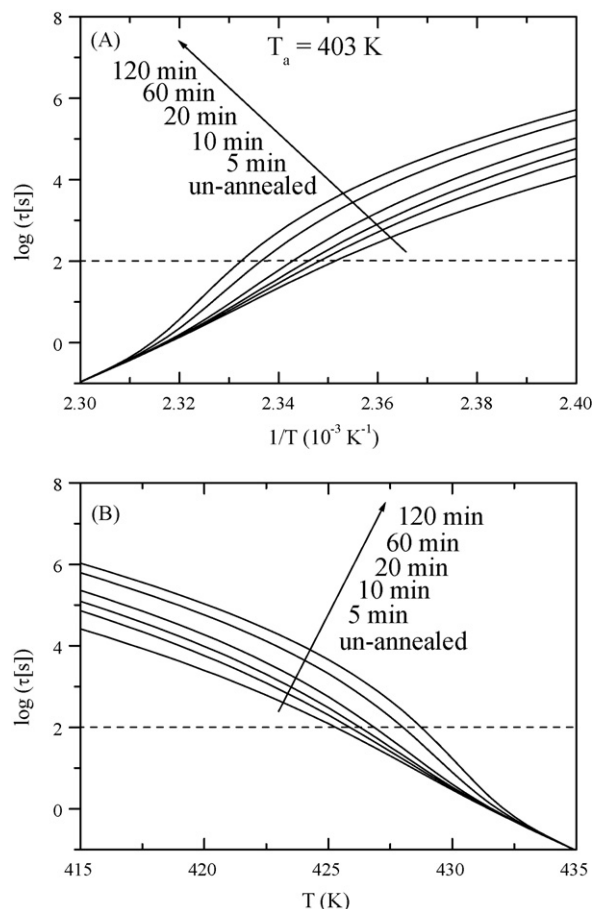 (A)
T_a = 403 K
120 min
60 min
20 min
10 min
5 min
un-annealed
log (τ[s])
8
6
4
2
0
2.30 2.32 2.34 2.36 2.38 2.40
1/T (10⁻³ K⁻¹)
(B)
120 min
60 min
20 min
10 min
5 min
un-annealed
log (τ[s])
8
6
4
2
0
415 420 425 430 435
T (K)